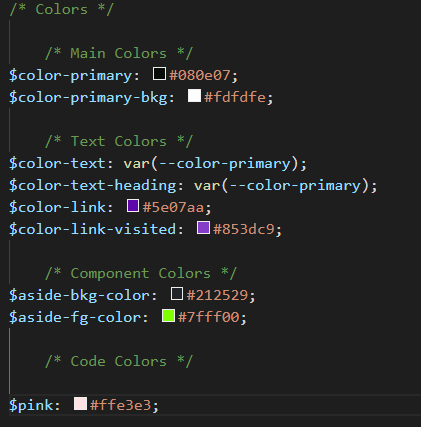 /* Colors */
/* Main Colors */
$color-primary: #080e07;
$color-primary-bkg: #fdfdfe;
/* Text Colors */
$color-text: var(--color-primary);
$color-text-heading: var(--color-primary);
$color-link: #5e07aa;
$color-link-visited: #853dc9;
/* Component Colors */
$aside-bkg-color: #212529;
$aside-fg-color: #7fff00;
/* Code Colors */
$pink: #ffe3e3;